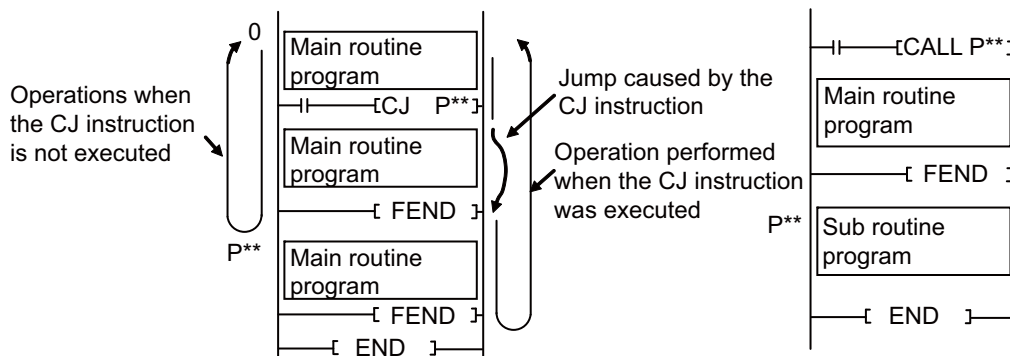 Operations when
the CJ instruction
is not executed
0
P**
Main routine
program
CJ P**
Main routine
program
FEND
Main routine
program
FEND
END
Jump caused by the
CJ instruction
Operation performed
when the CJ instruction
was executed
CALL P**
Main routine
program
FEND
P**
Sub routine
program
END